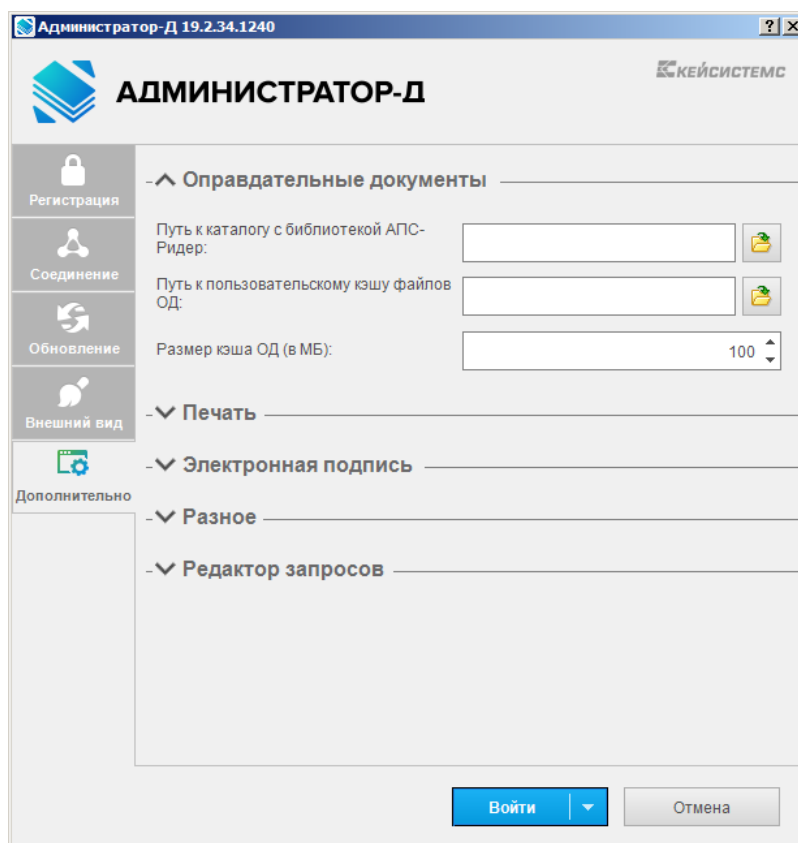 Администратор-Д 19.2.34.1240
АДМИНИСТРАТОР-Д
КЕЙСИСТЕМС
Регистрация
Соединение
Обновление
Внешний вид
Дополнительно
Оправдательные документы
Путь к каталогу с библиотекой АПС-
Ридер:
Путь к пользовательскому кэшу файлов
ОД:
Размер кэша ОД (в МБ):
100
Печать
Электронная подпись
Разное
Редактор запросов
Войти
Отмена